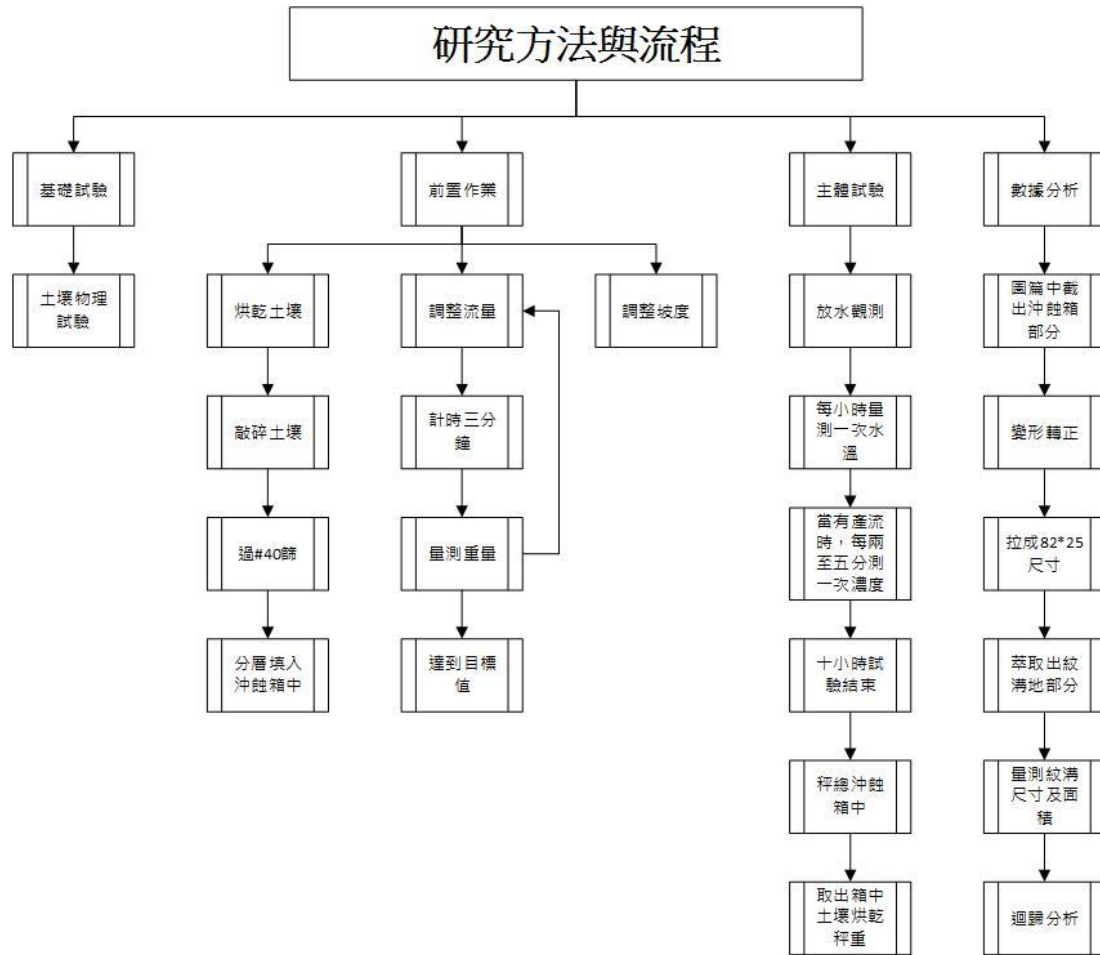 研究方法與流程
基礎試驗
土壤物理
試驗
前置作業
烘乾土壤
敲碎土壤
過#40篩
分層填入
沖蝕箱中
調整流量
計時三分
鐘
量測重量
達到目標
值
調整坡度
主體試驗
放水觀測
每小時量
測一次水
溫
當有產流
時，每兩
至五分測
一次濃度
十小時試
驗結束
秤總沖蝕
箱中
取出箱中
土壤烘乾
秤重
數據分析
圖篇中截
出沖蝕箱
部分
變形轉正
拉成82*25
尺寸
萃取出紋
溝地部分
量測紋溝
尺寸及面
積
迴歸分析